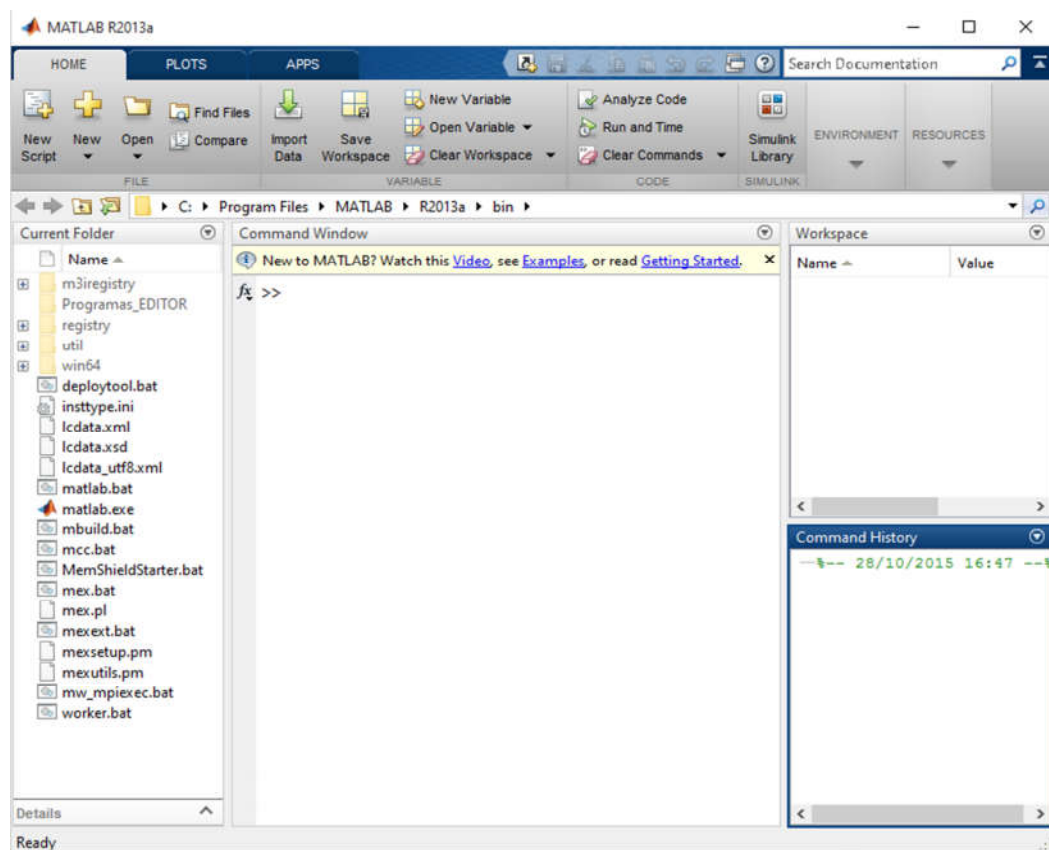 MATLAB R2013a
HOME PLOTS APPS
Search Documentation
New Script
New
Open
Find Files
Compare
FILE
Import Data
Save Workspace
New Variable
Open Variable
Clear Workspace
VARIABLE
Analyze Code
Run and Time
Clear Commands
CODE
Simulink Library
SIMULINK
ENVIRONMENT
RESOURCES
C: Program Files MATLAB R2013a bin
Current Folder
Name
m3iregistry
Programas_EDITOR
registry
util
win64
deploytool.bat
insttype.ini
lcdata.xml
lcdata.xsd
lcdata_utf8.xml
matlab.bat
matlab.exe
mbuild.bat
mcc.bat
MemShieldStarter.bat
mex.bat
mex.pl
mexext.bat
mexsetup.pm
mexutils.pm
mw_mpiexec.bat
worker.bat
Details
Command Window
New to MATLAB? Watch this Video, see Examples, or read Getting Started.
fx >>
Workspace
Name Value
Command History
%-- 28/10/2015 16:47 --%
Ready